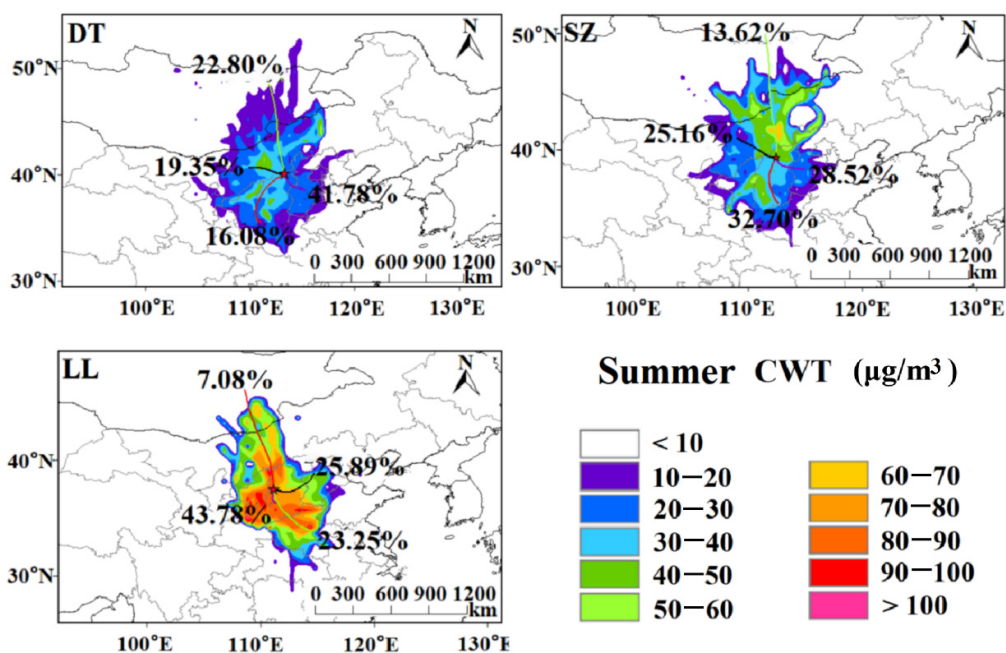 DT
N
50°N
40°N
30°N
22.80%
19.35%
41.78%
16.08%
0 300 600 900 1200
km
100°E 110°E 120°E 130°E
SZ
N
50°N
40°N
30°N
13.62%
25.16%
28.52%
32.70%
0 300 600 900 1200
km
100°E 110°E 120°E 130°E
LL
N
40°N
30°N
7.08%
25.89%
43.78%
23.25%
0 300 600 900 1200
km
100°E 110°E 120°E 130°E
Summer CWT (μg/m³)
< 10
10−20
20−30
30−40
40−50
50−60
60−70
70−80
80−90
90−100
> 100